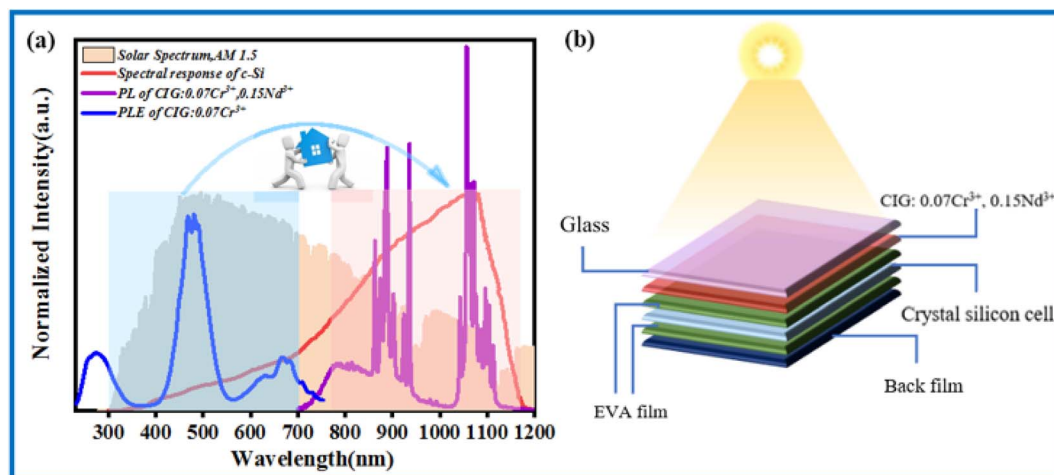 (a)
Solar Spectrum,AM 1.5
Spectral response of c-Si
PL of CIG:0.07Cr³⁺,0.15Nd³⁺
PLE of CIG:0.07Cr³⁺
Normalized Intensity(a.u.)
300 400 500 600 700 800 900 1000 1100 1200
Wavelength(nm)
(b)
CIG: 0.07Cr³⁺, 0.15Nd³⁺
Glass
Crystal silicon cell
Back film
EVA film